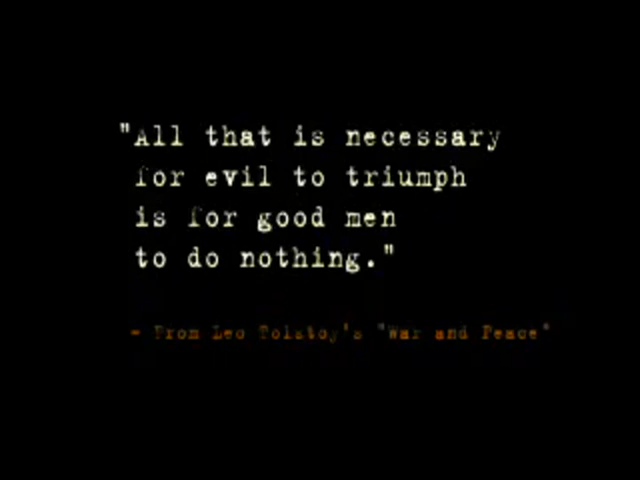 "All that is necessary
for evil to triumph
is for good men
to do nothing."
- From Leo Tolstoy's "War and Peace"